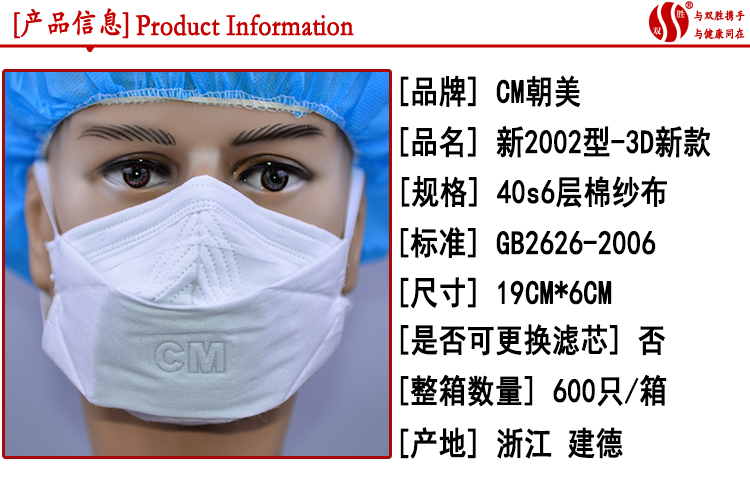 [产品信息] Product Information
双胜®
与双胜携手
与健康同在
[品牌] CM朝美
[品名] 新2002型-3D新款
[规格] 40s6层棉纱布
[标准] GB2626-2006
[尺寸] 19CM*6CM
[是否可更换滤芯] 否
[整箱数量] 600只/箱
[产地] 浙江 建德
CM